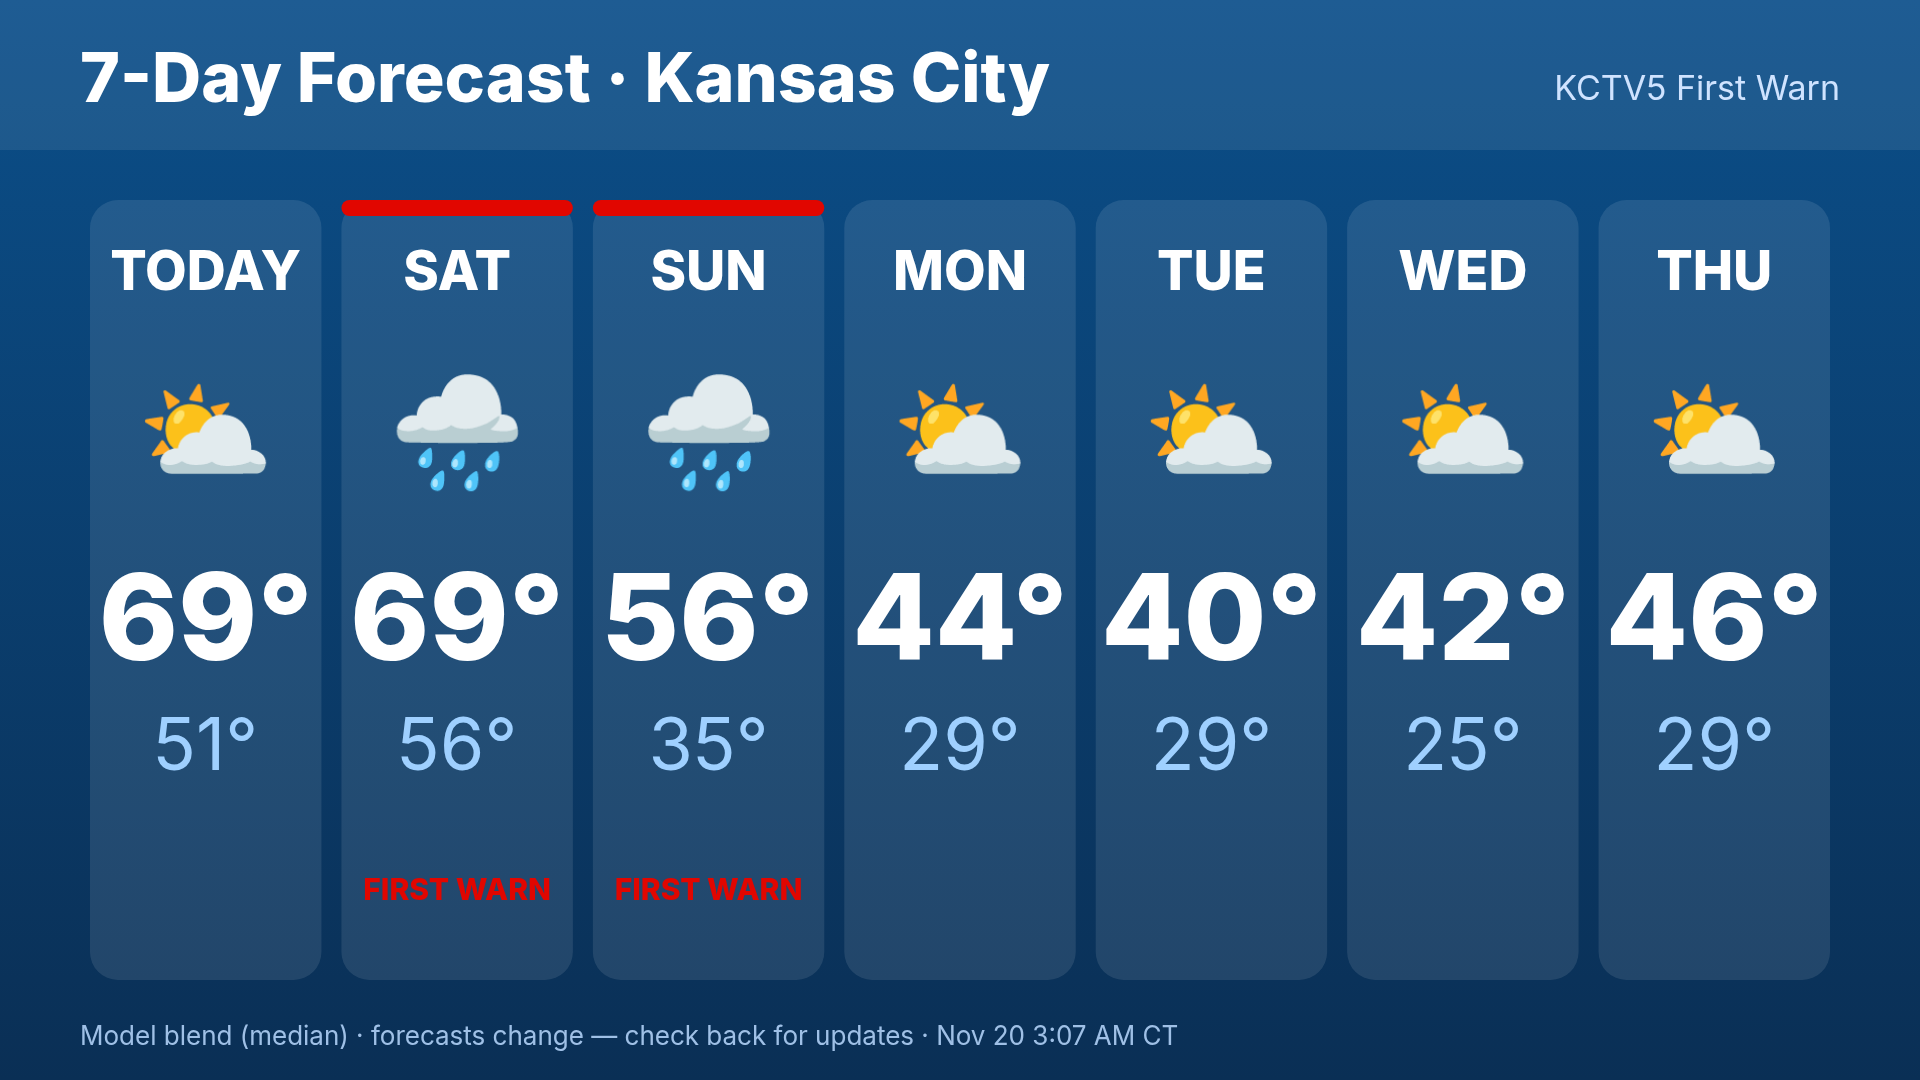 7-Day Forecast · Kansas City
KCTV5 First Warn
TODAY SAT SUN MON TUE WED THU
69° 69° 56° 44° 40° 42° 46°
51° 56° 35° 29° 29° 25° 29°
FIRST WARN FIRST WARN
Model blend (median) · forecasts change — check back for updates · Nov 20 3:07 AM CT